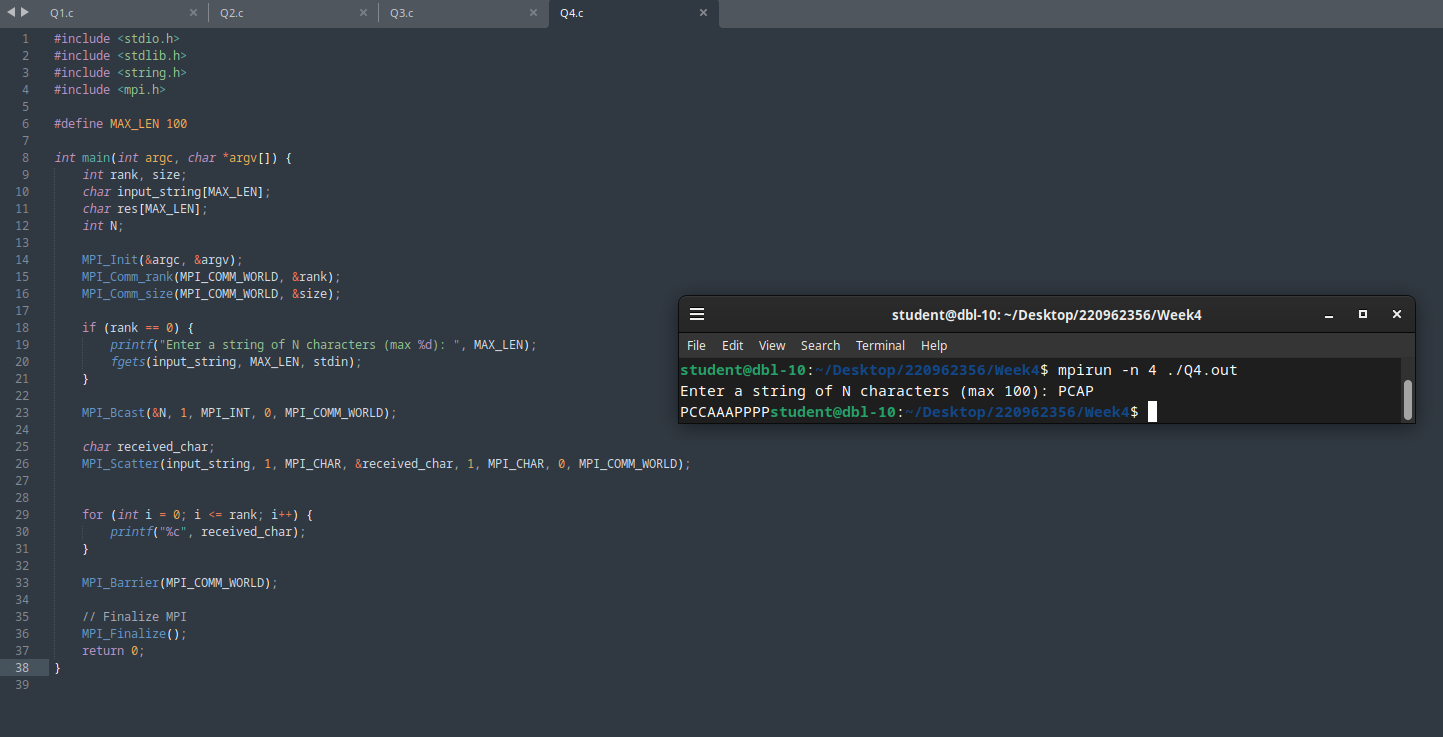 Q1.c × Q2.c × Q3.c × Q4.c ×
1 #include <stdio.h>
2 #include <stdlib.h>
3 #include <string.h>
4 #include <mpi.h>
5
6 #define MAX_LEN 100
7
8 int main(int argc, char *argv[]) {
9     int rank, size;
10     char input_string[MAX_LEN];
11     char res[MAX_LEN];
12     int N;
13
14     MPI_Init(&argc, &argv);
15     MPI_Comm_rank(MPI_COMM_WORLD, &rank);
16     MPI_Comm_size(MPI_COMM_WORLD, &size);
17
18     if (rank == 0) {
19         printf("Enter a string of N characters (max %d): ", MAX_LEN);
20         fgets(input_string, MAX_LEN, stdin);
21     }
22
23     MPI_Bcast(&N, 1, MPI_INT, 0, MPI_COMM_WORLD);
24
25     char received_char;
26     MPI_Scatter(input_string, 1, MPI_CHAR, &received_char, 1, MPI_CHAR, 0, MPI_COMM_WORLD);
27
28
29     for (int i = 0; i <= rank; i++) {
30         printf("%c", received_char);
31     }
32
33     MPI_Barrier(MPI_COMM_WORLD);
34
35     // Finalize MPI
36     MPI_Finalize();
37     return 0;
38 }
39
student@dbl-10: ~/Desktop/220962356/Week4
File Edit View Search Terminal Help
student@dbl-10:~/Desktop/220962356/Week4$ mpirun -n 4 ./Q4.out
Enter a string of N characters (max 100): PCAP
PCCAAAPPPPstudent@dbl-10:~/Desktop/220962356/Week4$